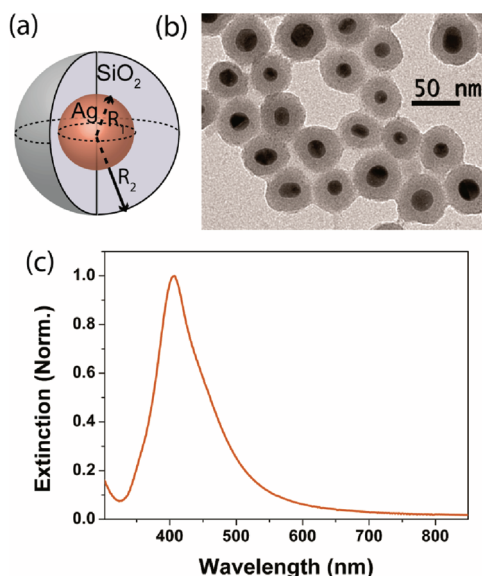 (a)
SiO₂
Ag
R₁
R₂
(b)
50 nm
(c)
Extinction (Norm.)
1.0
0.8
0.6
0.4
0.2
0.0
400 500 600 700 800
Wavelength (nm)